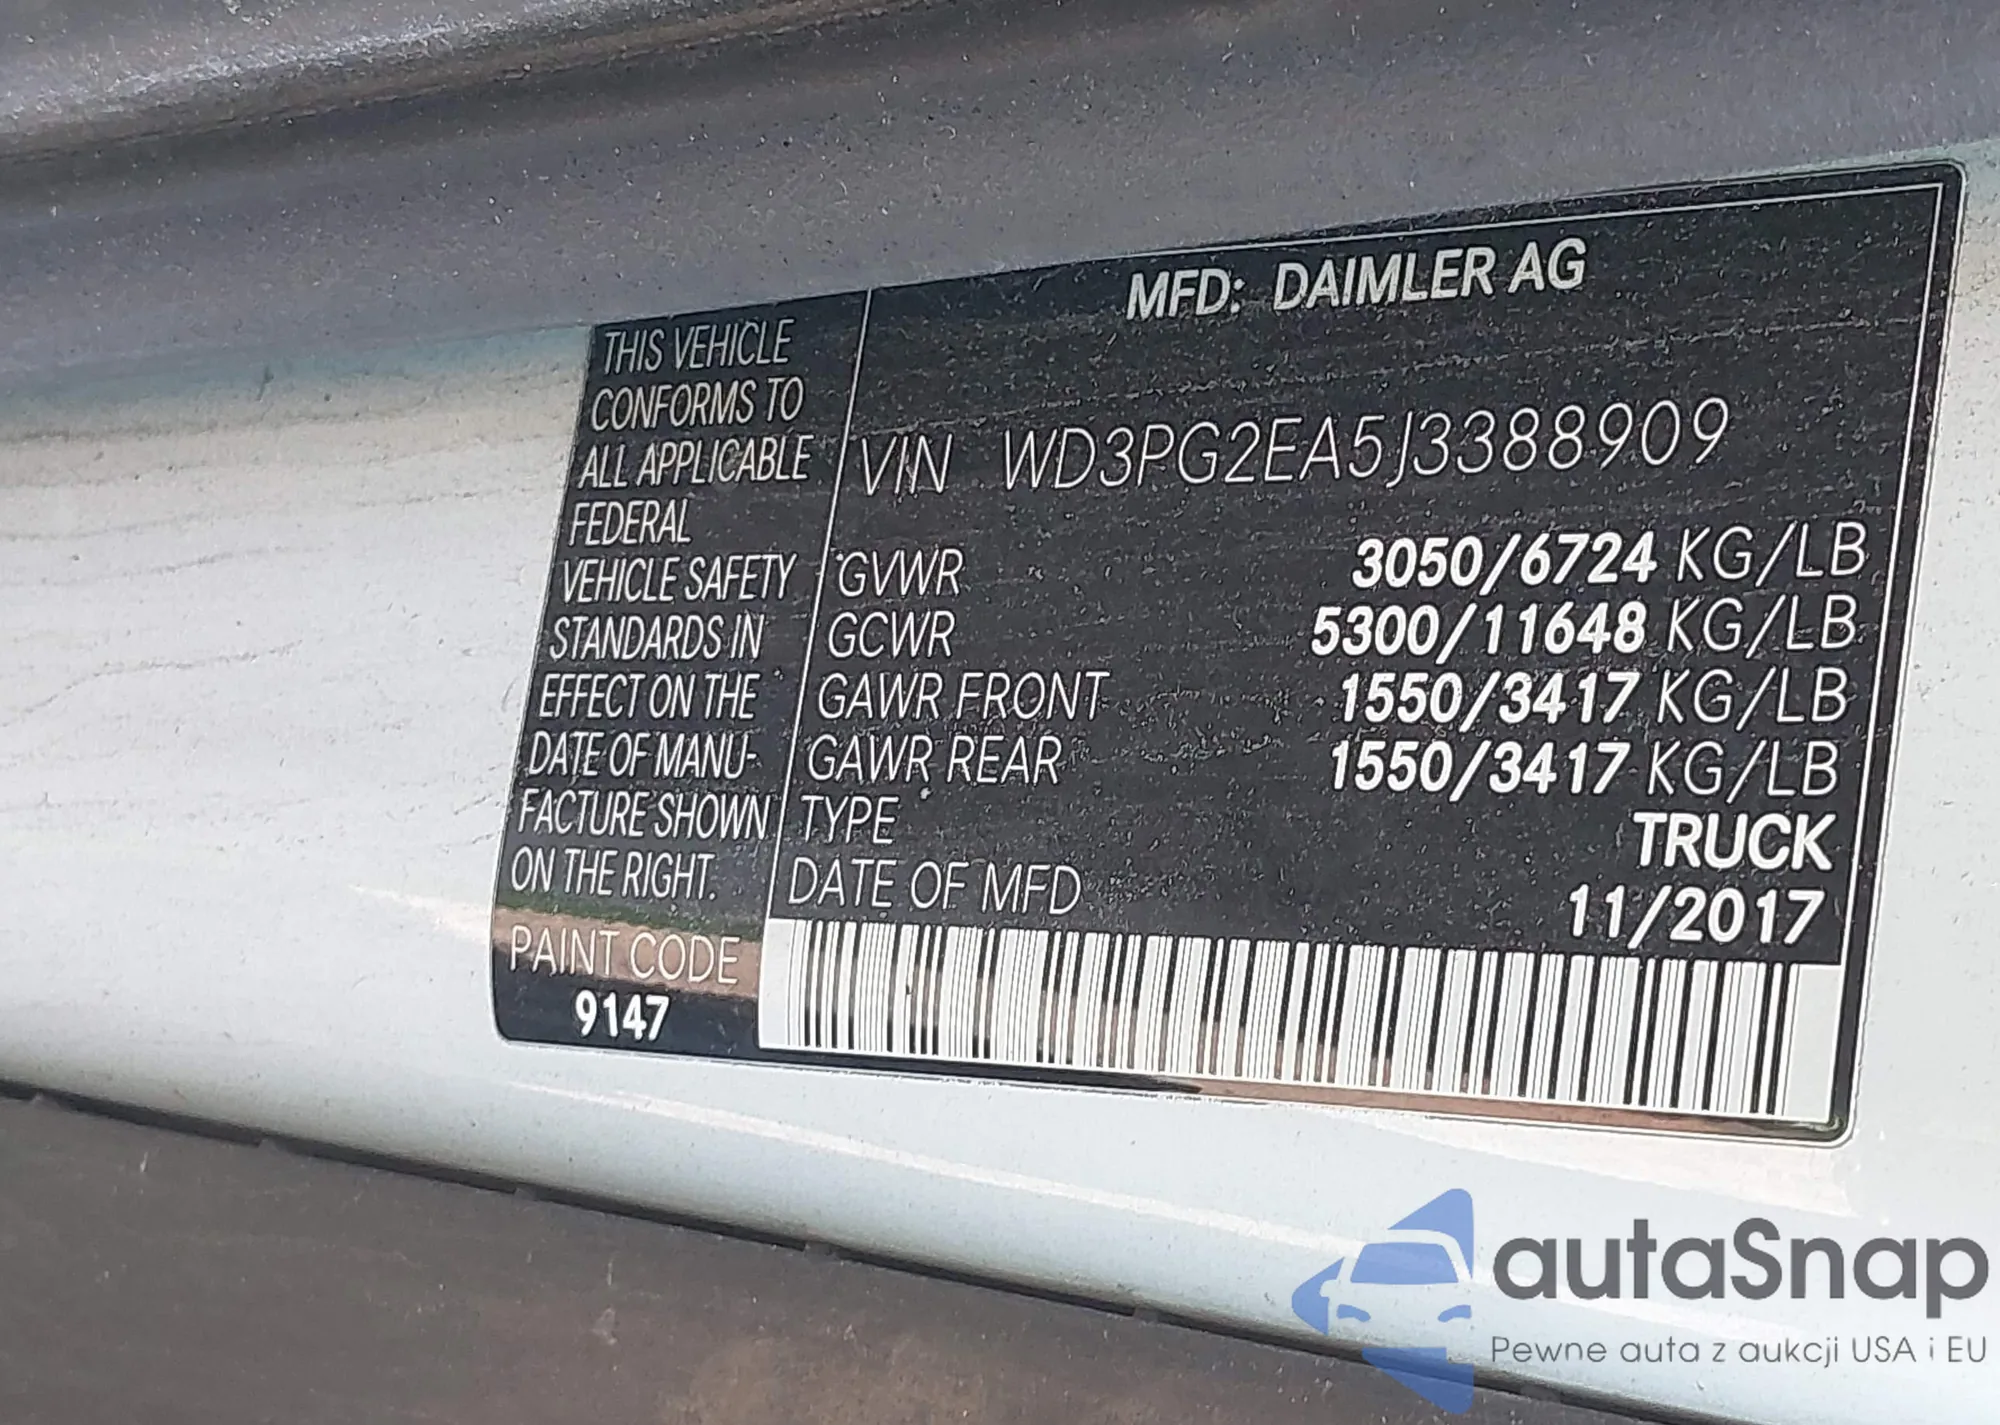 THIS VEHICLE
CONFORMS TO
ALL APPLICABLE
FEDERAL
VEHICLE SAFETY
STANDARDS IN
EFFECT ON THE
DATE OF MANU-
FACTURE SHOWN
ON THE RIGHT.
PAINT CODE
9147
MFD: DAIMLER AG
VIN WD3PG2EA5J3388909
GVWR 3050/6724 KG/LB
GCWR 5300/11648 KG/LB
GAWR FRONT 1550/3417 KG/LB
GAWR REAR 1550/3417 KG/LB
TYPE TRUCK
DATE OF MFD 11/2017
autaSnap
Pewne auta z aukcji USA i EU